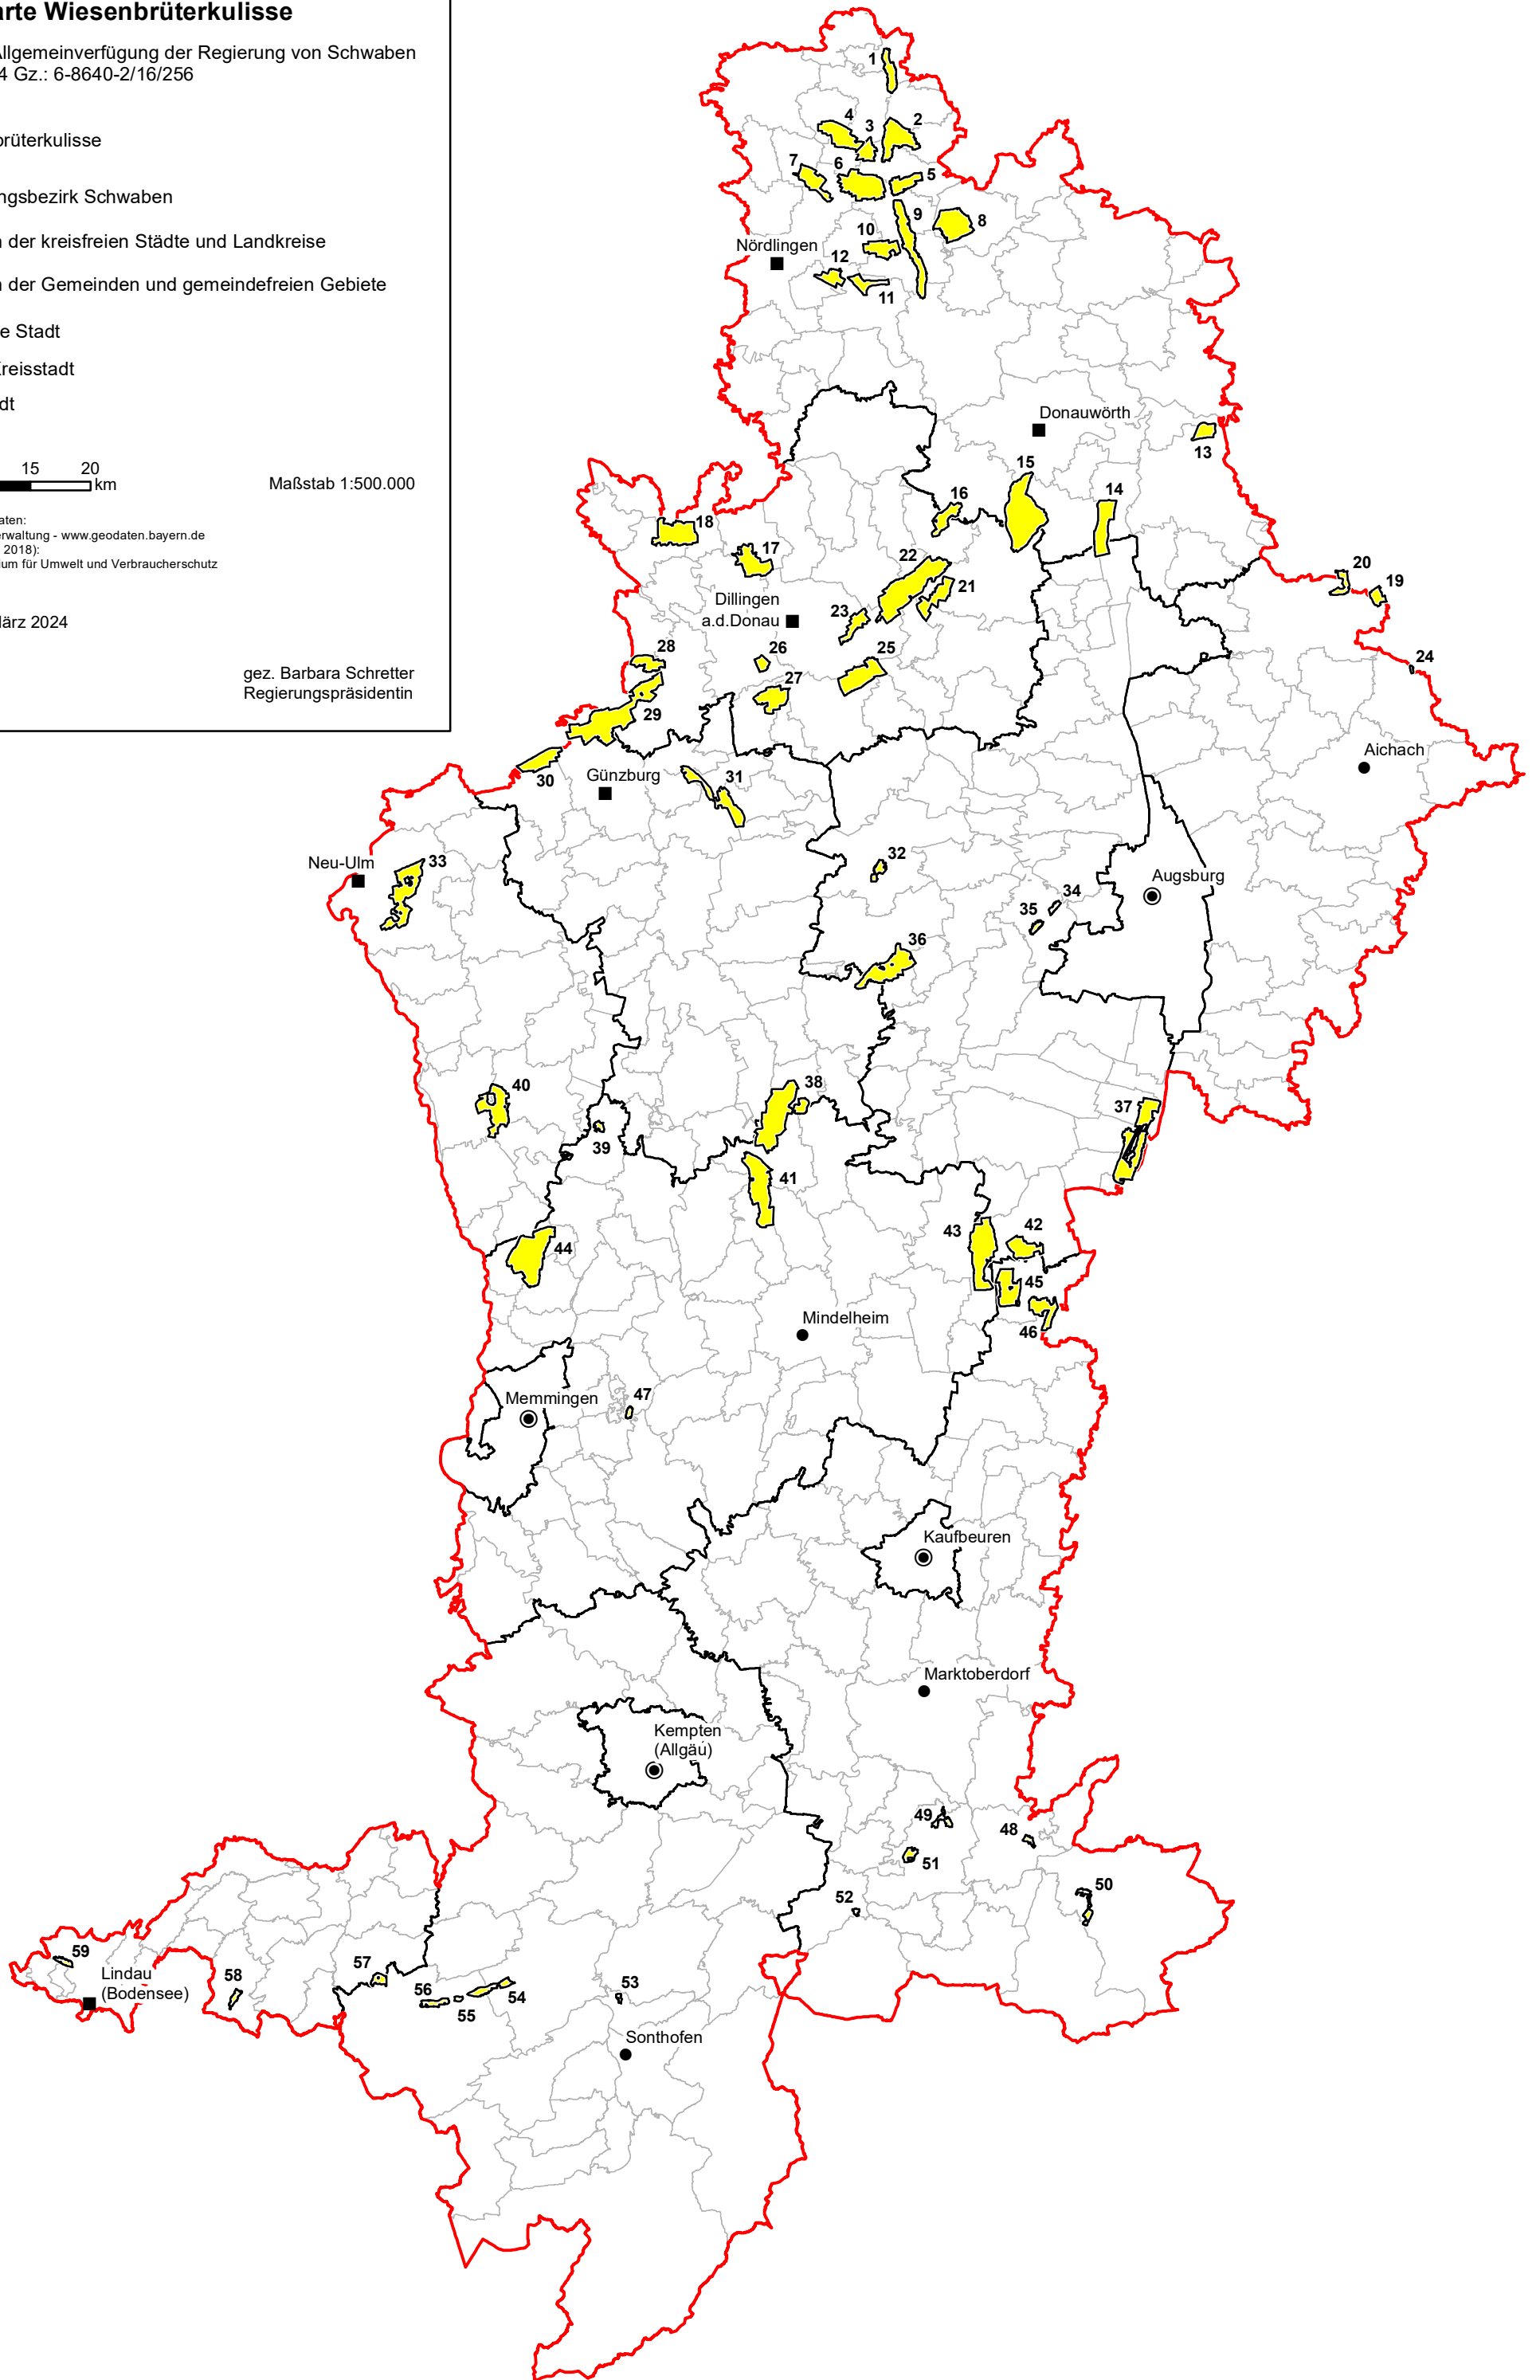 arte Wiesenbrüterkulisse
Allgemeinverfügung der Regierung von Schwaben
4 Gz.: 6-8640-2/16/256
brüterkulisse
ngsbezirk Schwaben
n der kreisfreien Städte und Landkreise
n der Gemeinden und gemeindefreien Gebiete
e Stadt
Kreisstadt
dt
15 20
km
Maßstab 1:500.000
aten:
erwaltung - www.geodaten.bayern.de
2018):
ium für Umwelt und Verbraucherschutz
März 2024
gez. Barbara Schretter
Regierungspräsidentin
1
2
3
4
5
6
7
8
9
10
11
12
Nördlingen
Donauwörth
13
14
15
16
17
18
19
20
21
22
23
24
Dillingen
a.d.Donau
25
26
27
28
29
30
31
Günzburg
Aichach
Neu-Ulm
32
33
34
35
Augsburg
36
37
38
39
40
41
42
43
44
45
46
Mindelheim
47
Memmingen
Kaufbeuren
Marktoberdorf
Kempten
(Allgäu)
48
49
50
51
52
53
54
55
56
57
58
59
Lindau
(Bodensee)
Sonthofen